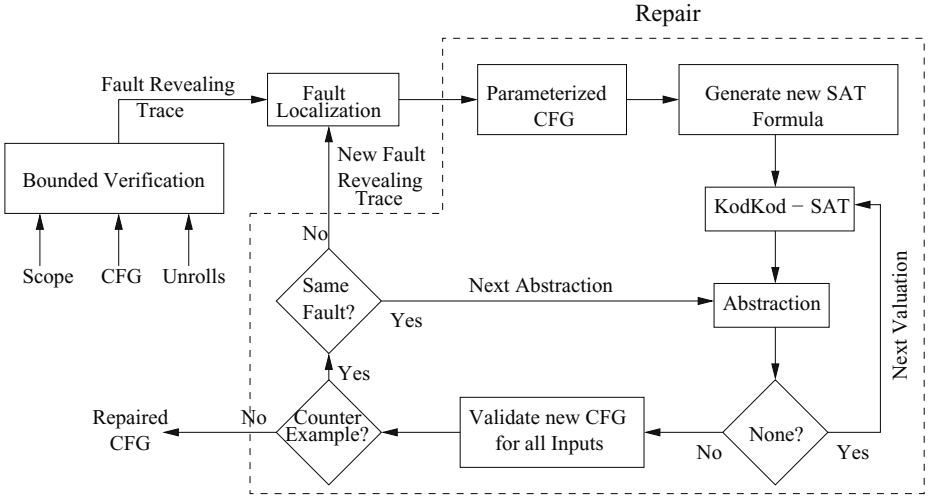 Repair
Fault Revealing
Trace
Fault
Localization
Parameterized
CFG
Generate new SAT
Formula
Bounded Verification
New Fault
Revealing
Trace
KodKod − SAT
Scope
CFG
Unrolls
No
Same
Fault?
Next Abstraction
Yes
Abstraction
Next Valuation
Yes
Repaired
CFG
No
Counter
Example?
Validate new CFG
for all Inputs
No
None?
Yes